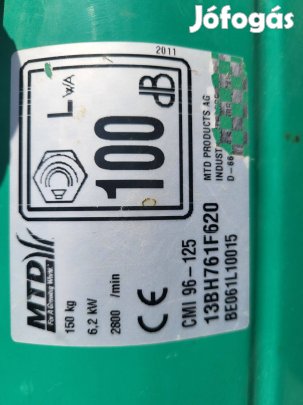 Jófogás
2011
L W/A
100 dB
MTD PRODUCTS AG
INDUST
D-66
MTD
For A Growing World.
150 kg
6,2 kW
2800 /min
CE
CMI 96-125
13BH761F620
BE061L10015